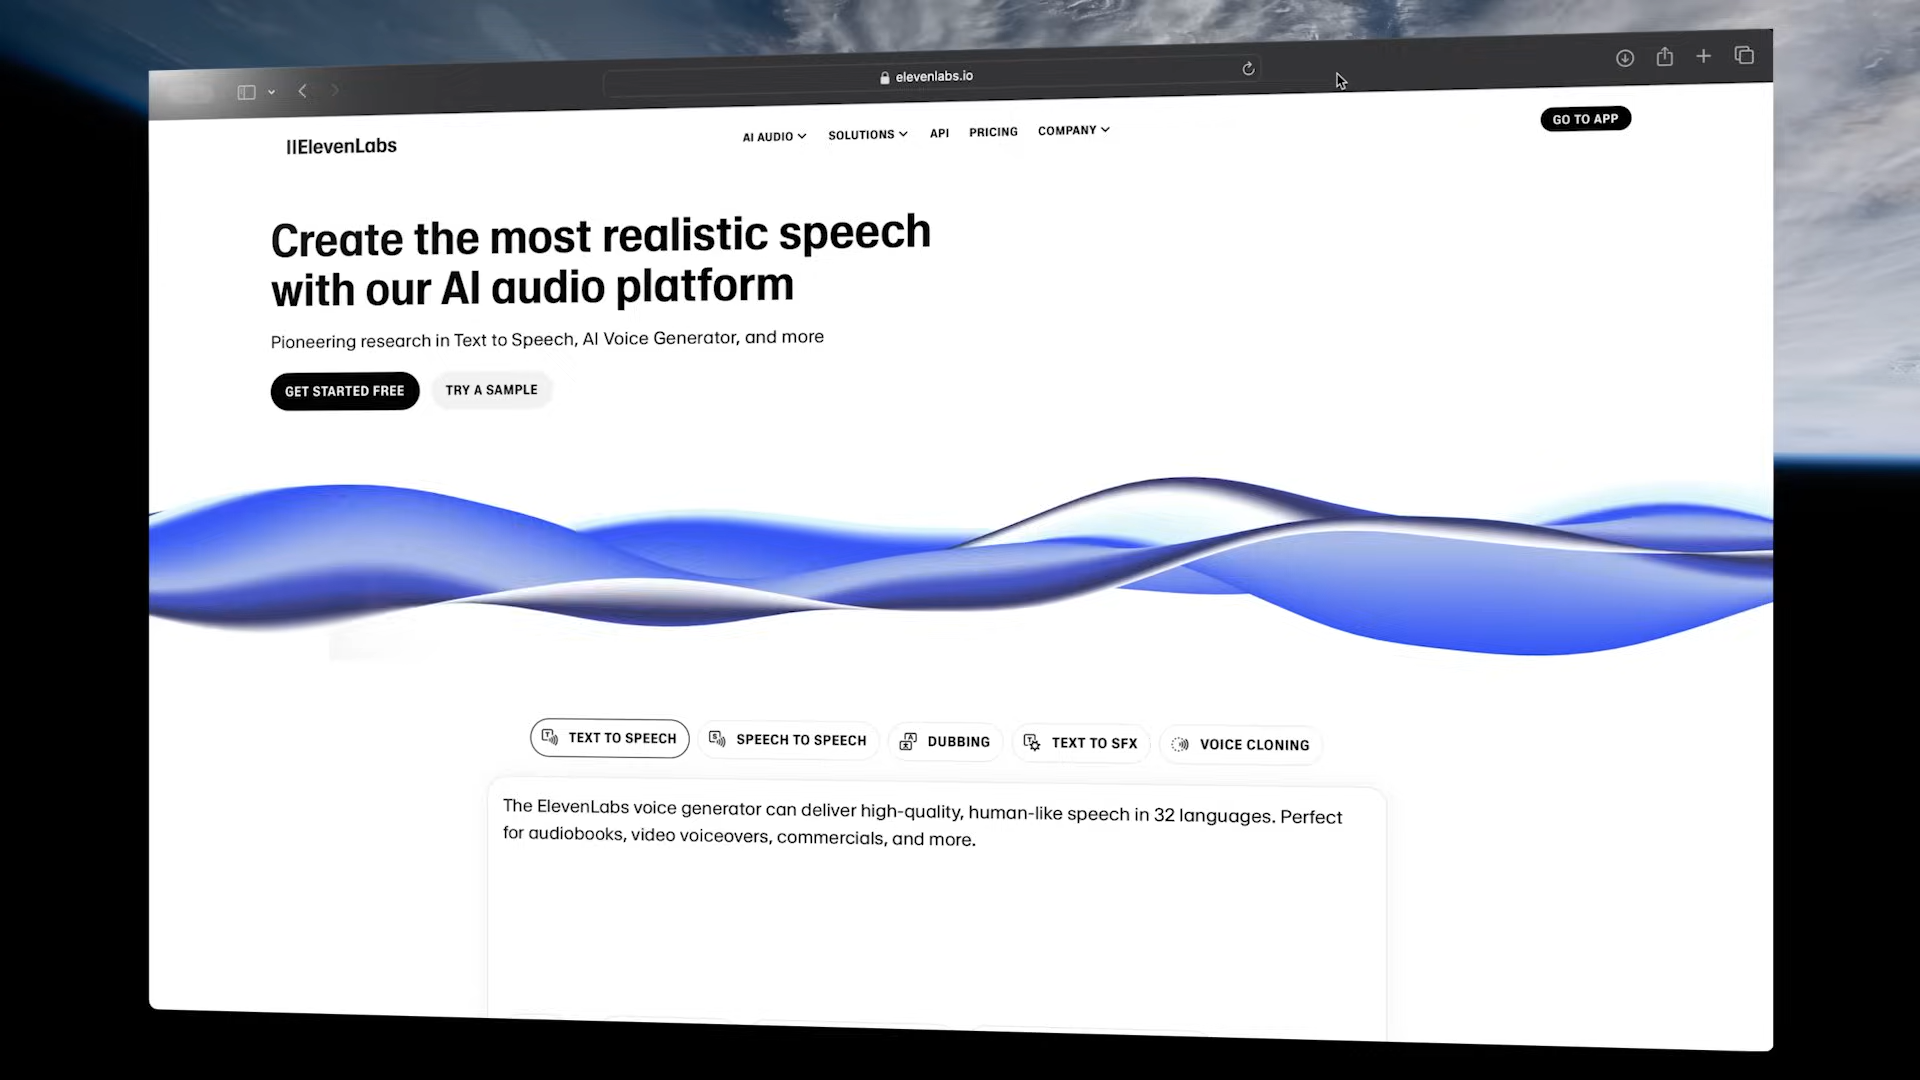 elevenlabs.io
IIElevenLabs
AI AUDIO
SOLUTIONS
API
PRICING
COMPANY
GO TO APP
Create the most realistic speech
with our AI audio platform
Pioneering research in Text to Speech, AI Voice Generator, and more
GET STARTED FREE
TRY A SAMPLE
TEXT TO SPEECH
SPEECH TO SPEECH
DUBBING
TEXT TO SFX
VOICE CLONING
The ElevenLabs voice generator can deliver high-quality, human-like speech in 32 languages. Perfect
for audiobooks, video voiceovers, commercials, and more.